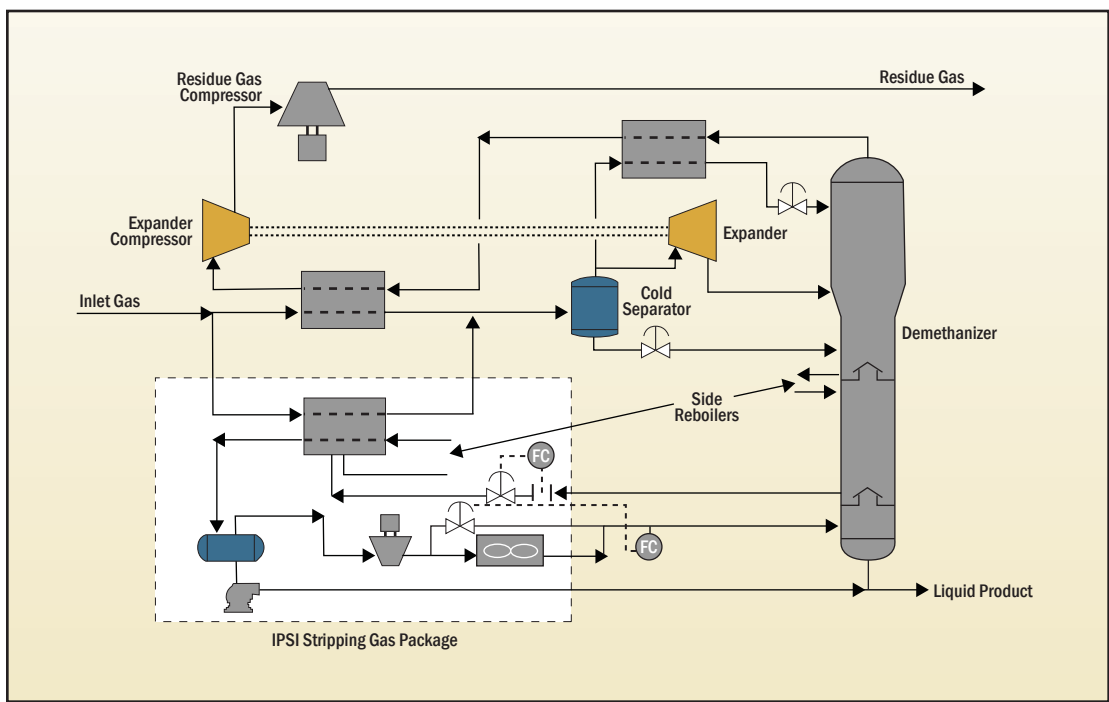 Residue Gas
Compressor
Residue Gas
Expander
Compressor
Expander
Inlet Gas
Cold
Separator
Demethanizer
Side
Reboilers
FC
FC
Liquid Product
IPSI Stripping Gas Package